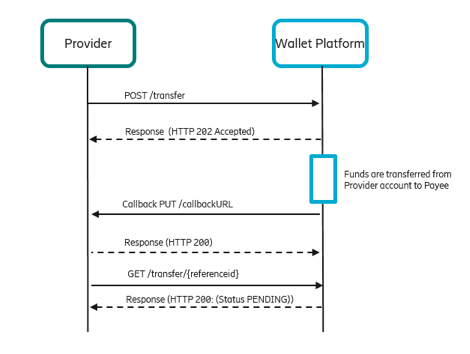 Provider
Wallet Platform
POST /transfer
Response (HTTP 202 Accepted)
Funds are transferred from
Provider account to Payee
Callback PUT /callbackURL
Response (HTTP 200)
GET /transfer/{referenceid}
Response (HTTP 200: (Status PENDING))